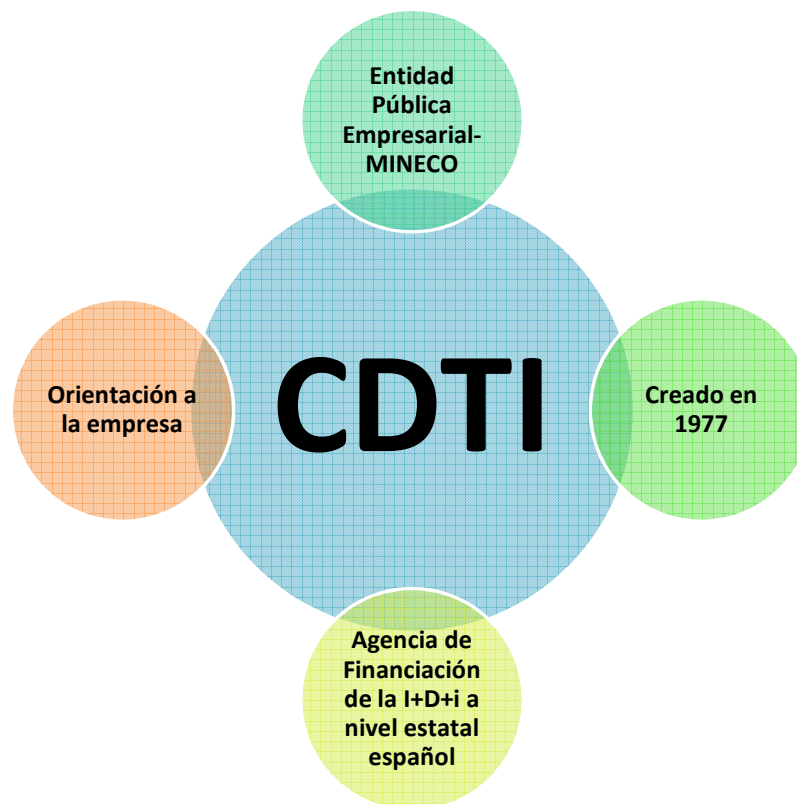 Entidad
Pública
Empresarial-
MINECO
Orientación a
la empresa
CDTI
Creado en
1977
Agencia de
Financiación
de la I+D+i a
nivel estatal
español